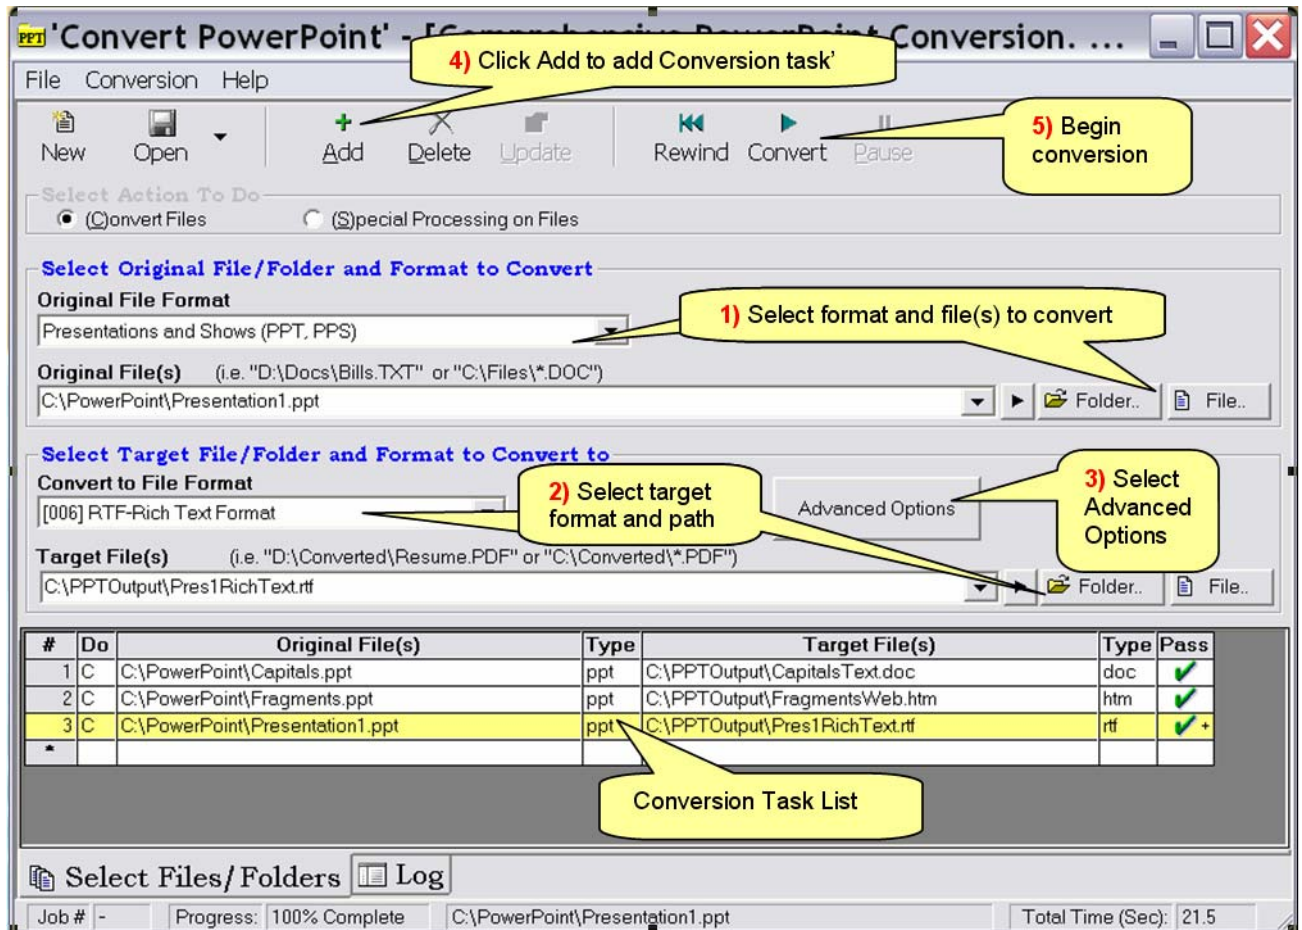 PPT 'Convert PowerPoint' - [Comprehensive PowerPoint Conversion. ...
4) Click Add to add Conversion task'
File Conversion Help
New Open Add Delete Update Rewind Convert Pause
5) Begin
conversion
Select Action To Do
(C)onvert Files (S)pecial Processing on Files
Select Original File/Folder and Format to Convert
Original File Format
Presentations and Shows (PPT, PPS)
1) Select format and file(s) to convert
Original File(s) (i.e. "D:\Docs\Bills.TXT" or "C:\Files\*.DOC")
C:\PowerPoint\Presentation1.ppt Folder.. File..
Select Target File/Folder and Format to Convert to
Convert to File Format
[006] RTF-Rich Text Format
2) Select target
format and path
Advanced Options
3) Select
Advanced
Options
Target File(s) (i.e. "D:\Converted\Resume.PDF" or "C:\Converted\*.PDF")
C:\PPTOutput\Pres1RichText.rtf Folder.. File..
# Do Original File(s) Type Target File(s) Type Pass
1 C C:\PowerPoint\Capitals.ppt ppt C:\PPTOutput\CapitalsText.doc doc
2 C C:\PowerPoint\Fragments.ppt ppt C:\PPTOutput\FragmentsWeb.htm htm
3 C C:\PowerPoint\Presentation1.ppt ppt C:\PPTOutput\Pres1RichText.rtf rtf +
*
Conversion Task List
Select Files/Folders Log
Job # - Progress: 100% Complete C:\PowerPoint\Presentation1.ppt Total Time (Sec): 21.5